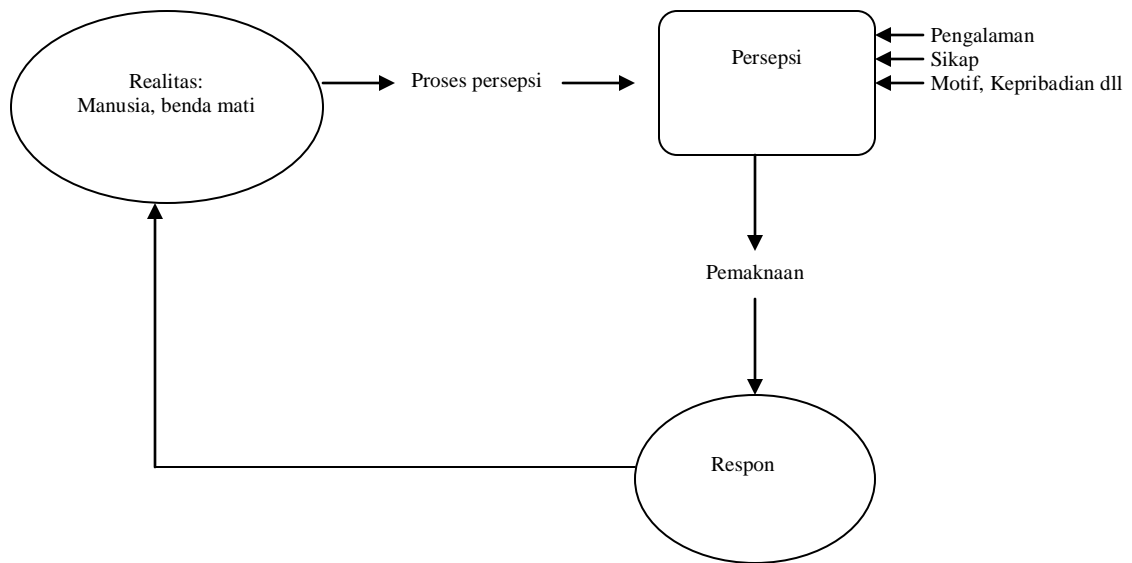 Realitas:
Manusia, benda mati
Proses persepsi
Persepsi
Pengalaman
Sikap
Motif, Kepribadian dll
Pemaknaan
Respon